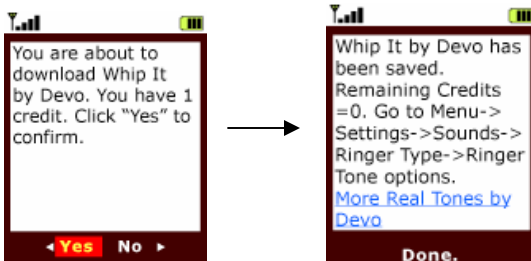 You are about to
download Whip It
by Devo. You have 1
credit. Click “Yes” to
confirm.
Yes No
Whip It by Devo has
been saved.
Remaining Credits
=0. Go to Menu->
Settings->Sounds->
Ringer Type->Ringer
Tone options.
More Real Tones by
Devo
Done.